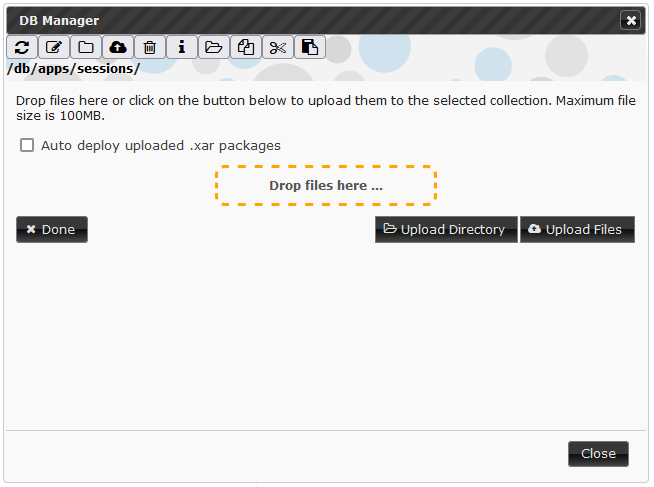 DB Manager
/db/apps/sessions/
Drop files here or click on the button below to upload them to the selected collection. Maximum file
size is 100MB.
Auto deploy uploaded .xar packages
Drop files here ...
Done
Upload Directory
Upload Files
Close